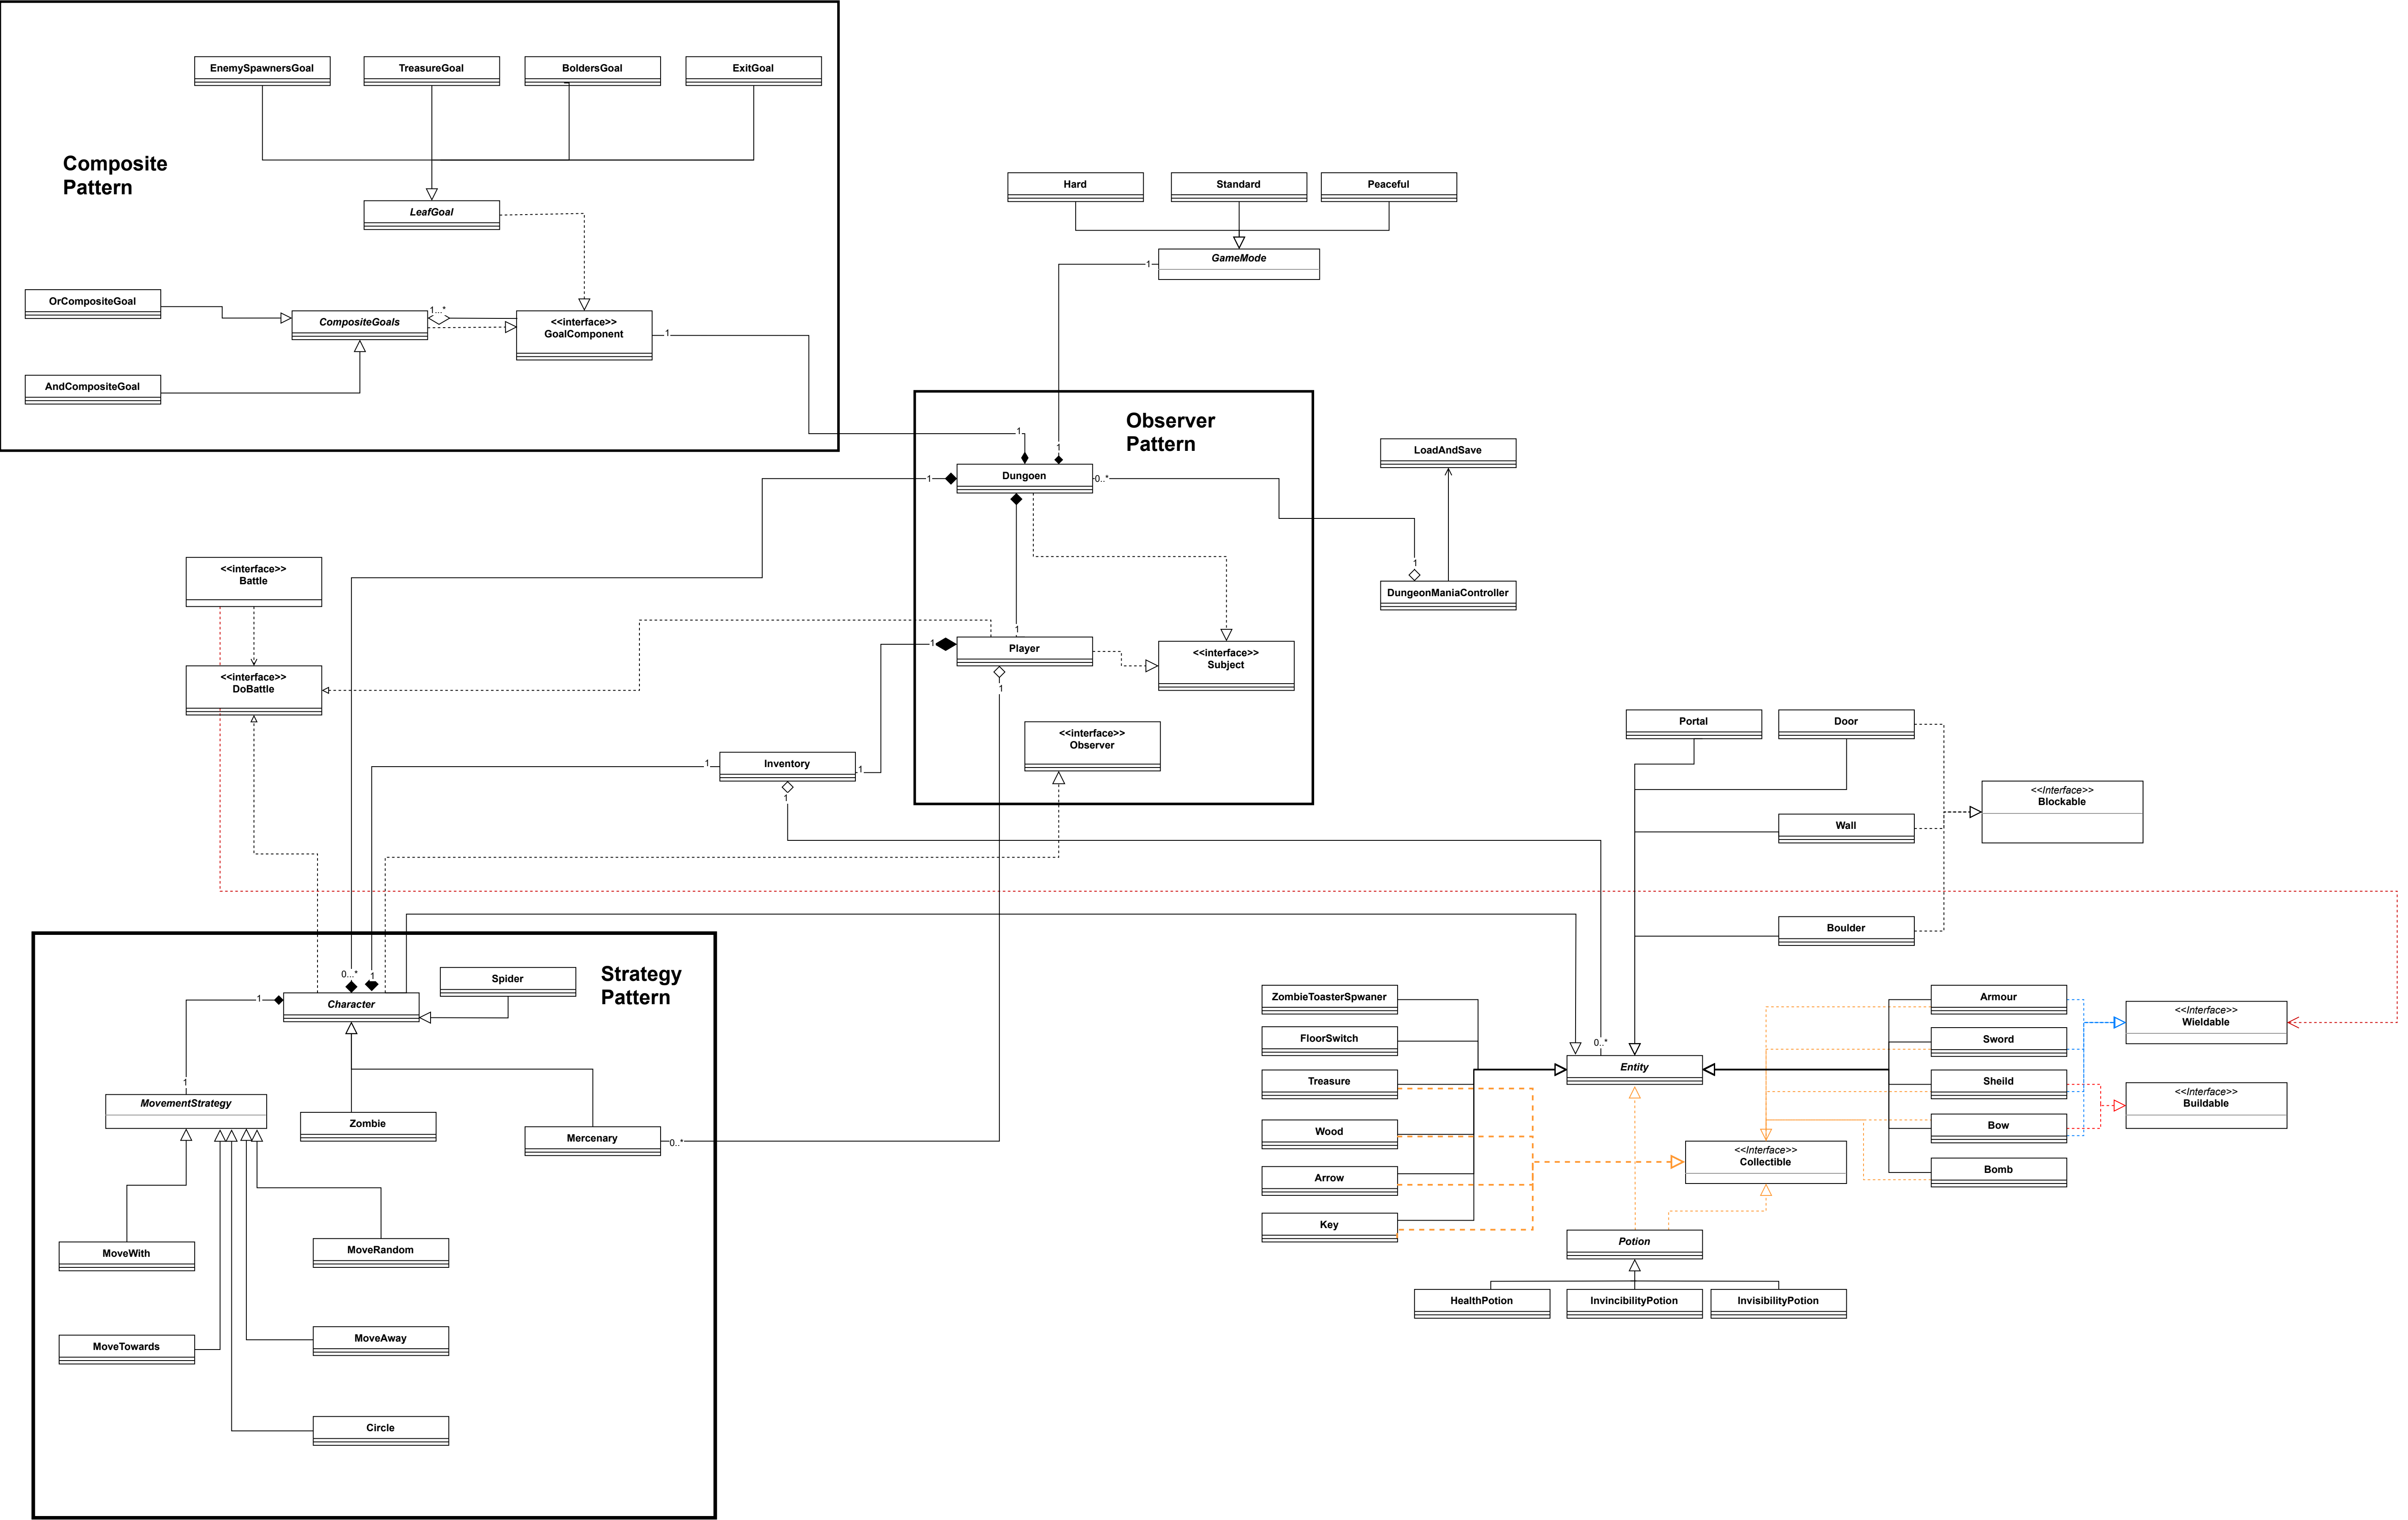 EnemySpawnersGoal
TreasureGoal
BoldersGoal
ExitGoal
Composite
Pattern
LeafGoal
OrCompositeGoal
CompositeGoals
1...*
<<interface>>
GoalComponent
1
AndCompositeGoal
Hard
Standard
Peaceful
GameMode
1
Observer
Pattern
1
1
Dungoen
1
0..*
LoadAndSave
1
DungeonManiaController
<<interface>>
Battle
<<interface>>
DoBattle
1
Player
1
1
<<interface>>
Subject
<<interface>>
Observer
1
Inventory
1
1
Portal
Door
<<Interface>>
Blockable
Wall
Boulder
Strategy
Pattern
0...*
1
1
Character
Spider
1
MovementStrategy
Zombie
Mercenary
0..*
MoveWith
MoveRandom
MoveTowards
MoveAway
Circle
ZombieToasterSpwaner
FloorSwitch
Treasure
Wood
Arrow
Key
0..*
Entity
Armour
Sword
Sheild
Bow
Bomb
<<Interface>>
Wieldable
<<Interface>>
Buildable
<<Interface>>
Collectible
Potion
HealthPotion
InvincibilityPotion
InvisibilityPotion